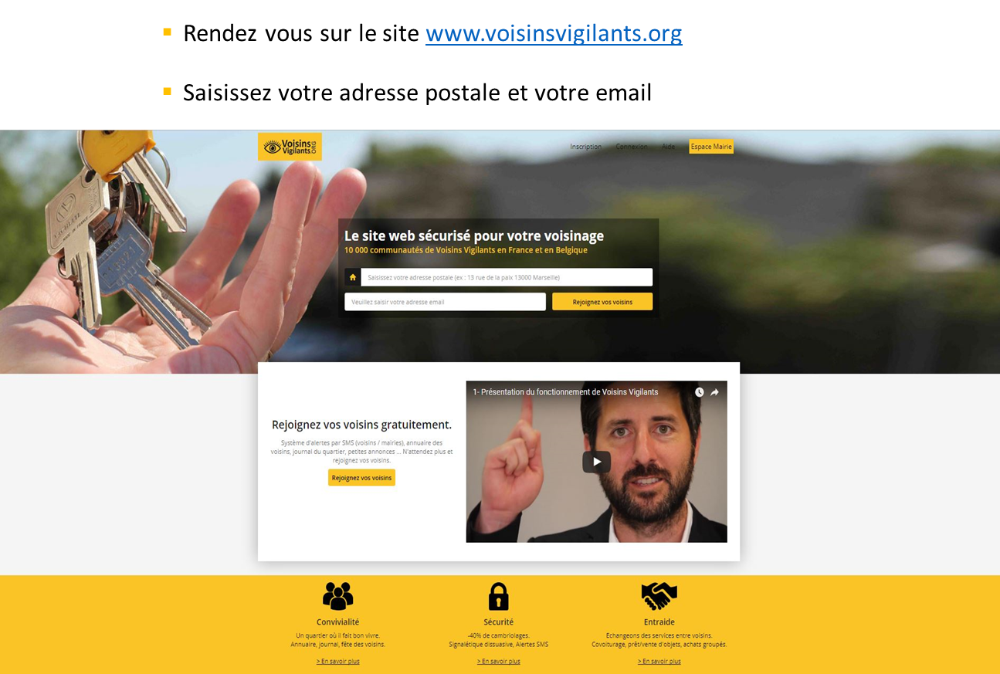 Rendez vous sur le site www.voisinsvigilants.org
Saisissez votre adresse postale et votre email
Voisins
Vigilants.ORG
Inscription Connexion Aide Espace Mairie
Le site web sécurisé pour votre voisinage
10 000 communautés de Voisins Vigilants en France et en Belgique
Saisissez votre adresse postale (ex : 13 rue de la paix 13000 Marseille)
Veuillez saisir votre adresse email Rejoignez vos voisins
1- Présentation du fonctionnement de Voisins Vigilants
Rejoignez vos voisins gratuitement.
Système d'alertes par SMS (voisins / mairies), annuaire des
voisins, journal du quartier, petites annonces ... N'attendez plus et
rejoignez vos voisins.
Rejoignez vos voisins
Convivialité
Un quartier où il fait bon vivre.
Annuaire, journal, fête des voisins.
> En savoir plus
Sécurité
-40% de cambriolages.
Signalétique dissuasive, Alertes SMS
> En savoir plus
Entraide
Echangeons des services entre voisins.
Covoiturage, prêt/vente d'objets, achats groupés.
> En savoir plus